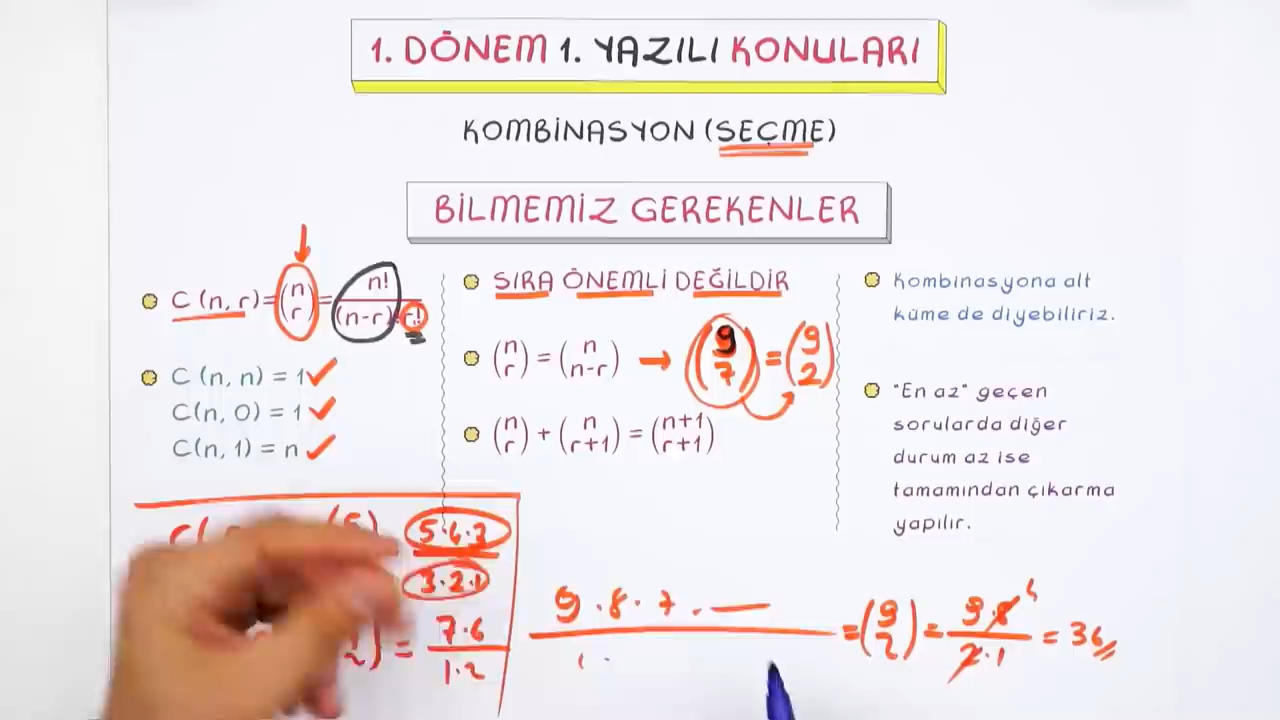 1. DÖNEM 1. YAZILI KONULARI
KOMBİNASYON (SEÇME)
BİLMEMİZ GEREKENLER
C (n, r) = (n r) = n! / (n-r)! r!
C (n, n) = 1
C(n, 0) = 1
C(n, 1) = n
SIRA ÖNEMLİ DEĞİLDİR
(n r) = (n n-r) → (9 7) = (9 2)
(n r) + (n r+1) = (n+1 r+1)
Kombinasyona alt
küme de diyebiliriz.
"En az" geçen
sorularda diğer
durum az ise
tamamından çıkarma
yapılır.
3·2·1
= 7·6 / 1·2
9·8·7·
= (9 2) = 9·8 / 2·1 = 36
4